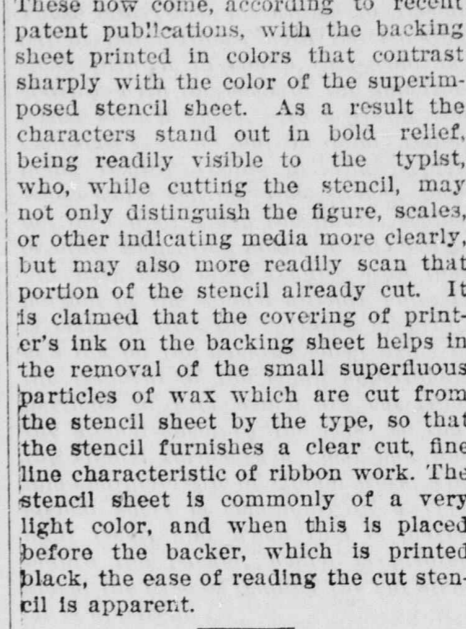 These now come, according to recent
patent publications, with the backing
sheet printed in colors that contrast
sharply with the color of the superim-
posed stencil sheet. As a result the
characters stand out in bold relief,
being readily visible to the typist,
who, while cutting the stencil, may
not only distinguish the figure, scales,
or other indicating media more clearly,
but may also more readily scan that
portion of the stencil already cut. It
is claimed that the covering of print-
er's ink on the backing sheet helps in
the removal of the small superfluous
particles of wax which are cut from
the stencil sheet by the type, so that
the stencil furnishes a clear cut, fine
line characteristic of ribbon work. The
stencil sheet is commonly of a very
light color, and when this is placed
before the backer, which is printed
black, the ease of reading the cut sten-
cil is apparent.